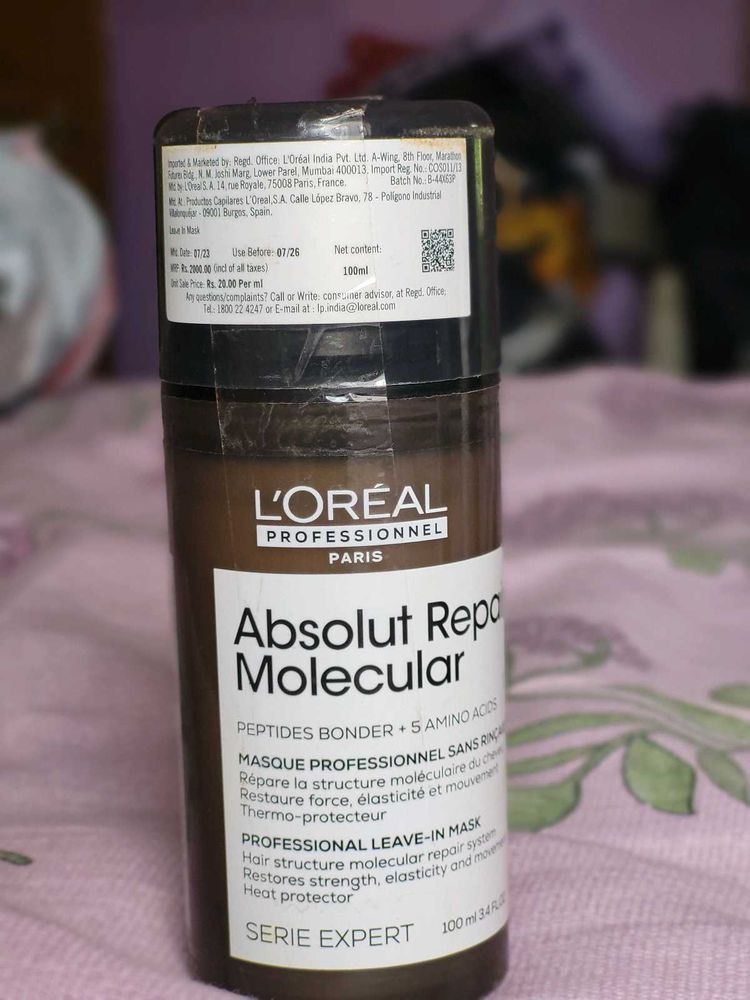 Imported & Marketed by: Regd. Office: L'Oréal India Pvt. Ltd. A-Wing, 8th Floor, Marathon
Futurex Bldg., N. M. Joshi Marg, Lower Parel, Mumbai 400013. Import Reg. No.: COS011/13
Mfd. by: L'Oreal S. A. 14, rue Royale, 75008 Paris, France. Batch No.: B-44X63P
Mfd. At: Productos Capilares L'Oreal,S.A. Calle López Bravo, 78 - Polígono Industrial
Villalonquéjar - 09001 Burgos, Spain.
Leave in Mask
Mfd. Date: 07/23 Use Before: 07/26 Net content:
MRP: Rs. 2000.00 (incl of all taxes) 100ml
Unit Sale Price: Rs. 20.00 Per ml
Any questions/complaints? Call or Write: consumer advisor, at Regd. Office;
Tel.: 1800 22 4247 or E-mail at : lp.india@loreal.com
L'ORÉAL
PROFESSIONNEL
PARIS
Absolut Repai
Molecular
PEPTIDES BONDER + 5 AMINO ACIDS
MASQUE PROFESSIONNEL SANS RINÇA
Répare la structure moléculaire du cheveu
Restaure force, élasticité et mouvement
Thermo-protecteur
PROFESSIONAL LEAVE-IN MASK
Hair structure molecular repair system
Restores strength, elasticity and movemen
Heat protector
SERIE EXPERT 100 ml 3.4 FL.OZ